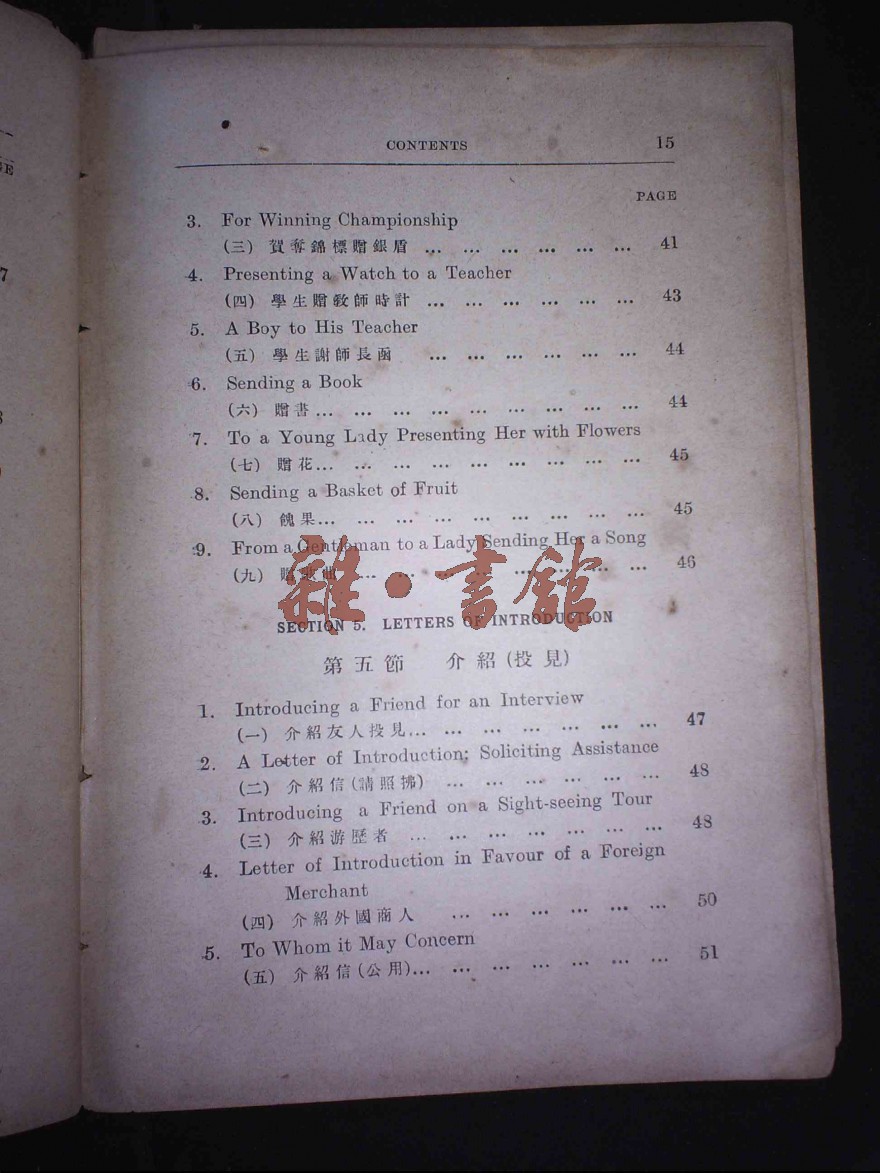 CONTENTS 15
PAGE
3. For Winning Championship
(三) 賀奪錦標贈銀盾 ... ... ... ... ... ... 41
4. Presenting a Watch to a Teacher
(四) 學生贈敎師時計 ... ... ... ... ... ... 43
5. A Boy to His Teacher
(五) 學生謝師長函 ... ... ... ... ... ... 44
6. Sending a Book
(六) 贈書 ... ... ... ... ... ... ... ... ... 44
7. To a Young Lady Presenting Her with Flowers
(七) 贈花... ... ... ... ... ... ... ... ... 45
8. Sending a Basket of Fruit
(八) 餽果... ... ... ... ... ... ... ... ... 45
9. From a Gentleman to a Lady Sending Her a Song
(九) 贈歌曲 ... ... ... ... ... ... ... ... 46
雜·書館
SECTION 5. LETTERS OF INTRODUCTION
第五節 介紹(投見)
1. Introducing a Friend for an Interview
(一) 介紹友人投見... ... ... ... ... ... ... 47
2. A Letter of Introduction; Soliciting Assistance
(二) 介紹信(請照拂) ... ... ... ... ... ... 48
3. Introducing a Friend on a Sight-seeing Tour
(三) 介紹游歷者 ... ... ... ... ... ... ... 48
4. Letter of Introduction in Favour of a Foreign
Merchant
(四) 介紹外國商人 ... ... ... ... ... ... 50
5. To Whom it May Concern
(五) 介紹信(公用)... ... ... ... ... ... ... 51